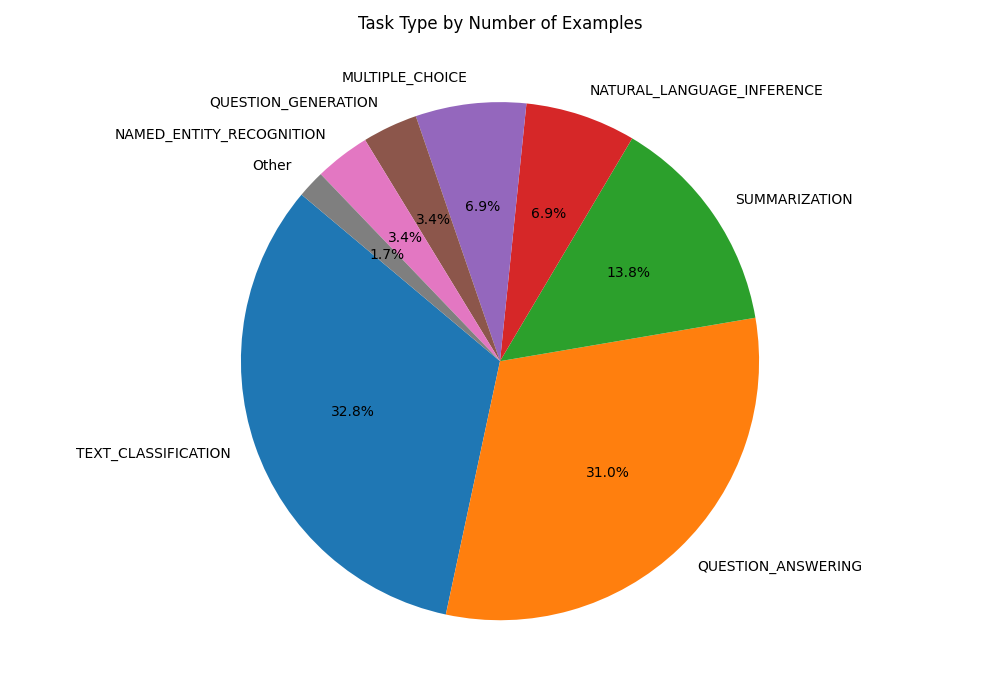 Task Type by Number of Examples
MULTIPLE_CHOICE
NATURAL_LANGUAGE_INFERENCE
QUESTION_GENERATION
NAMED_ENTITY_RECOGNITION
Other
SUMMARIZATION
6.9%
6.9%
3.4%
3.4%
1.7%
13.8%
32.8%
TEXT_CLASSIFICATION
31.0%
QUESTION_ANSWERING